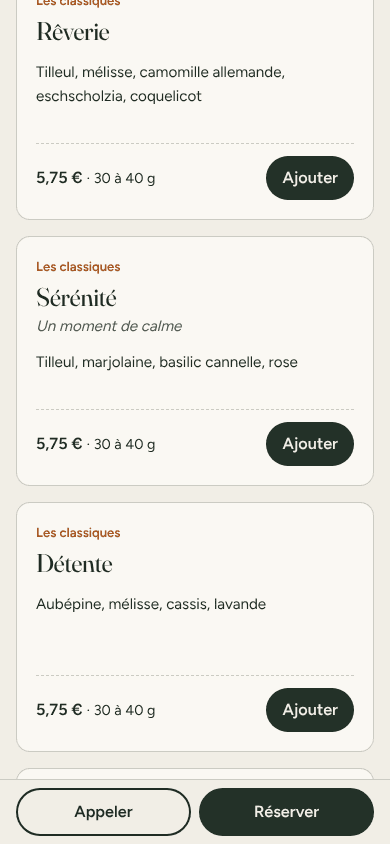 Les classiques
Rêverie
Tilleul, mélisse, camomille allemande,
eschscholzia, coquelicot
5,75 € · 30 à 40 g
Ajouter
Les classiques
Sérénité
Un moment de calme
Tilleul, marjolaine, basilic cannelle, rose
5,75 € · 30 à 40 g
Ajouter
Les classiques
Détente
Aubépine, mélisse, cassis, lavande
5,75 € · 30 à 40 g
Ajouter
Appeler
Réserver